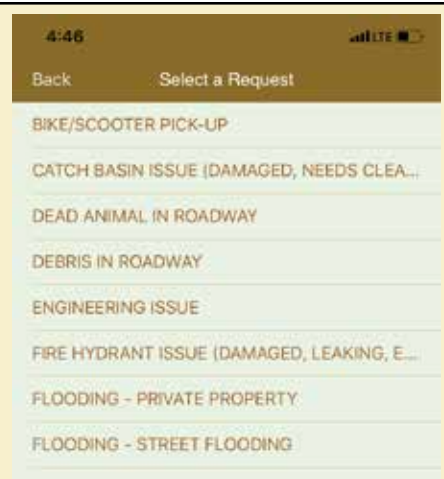 4:46 LTE
Back Select a Request
BIKE/SCOOTER PICK-UP
CATCH BASIN ISSUE (DAMAGED, NEEDS CLEA...
DEAD ANIMAL IN ROADWAY
DEBRIS IN ROADWAY
ENGINEERING ISSUE
FIRE HYDRANT ISSUE (DAMAGED, LEAKING, E...
FLOODING - PRIVATE PROPERTY
FLOODING - STREET FLOODING